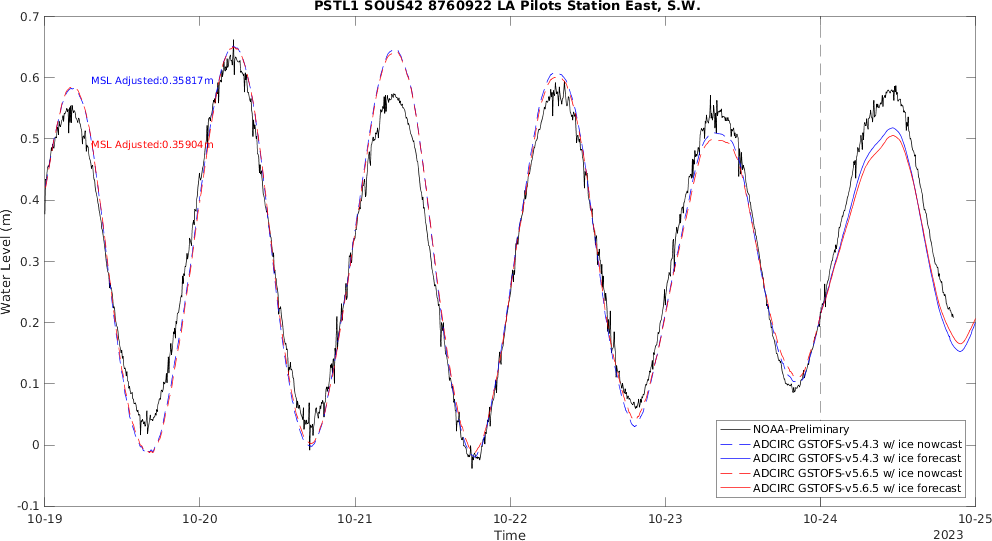 PSTL1 SOUS42 8760922 LA Pilots Station East, S.W.
0.7
0.6
0.5
0.4
0.3
0.2
0.1
0
-0.1
Water Level (m)
MSL Adjusted:0.35817m
MSL Adjusted:0.35904m
NOAA-Preliminary
ADCIRC GSTOFS-v5.4.3 w/ ice nowcast
ADCIRC GSTOFS-v5.4.3 w/ ice forecast
ADCIRC GSTOFS-v5.6.5 w/ ice nowcast
ADCIRC GSTOFS-v5.6.5 w/ ice forecast
10-19 10-20 10-21 10-22 10-23 10-24 10-25
Time
2023